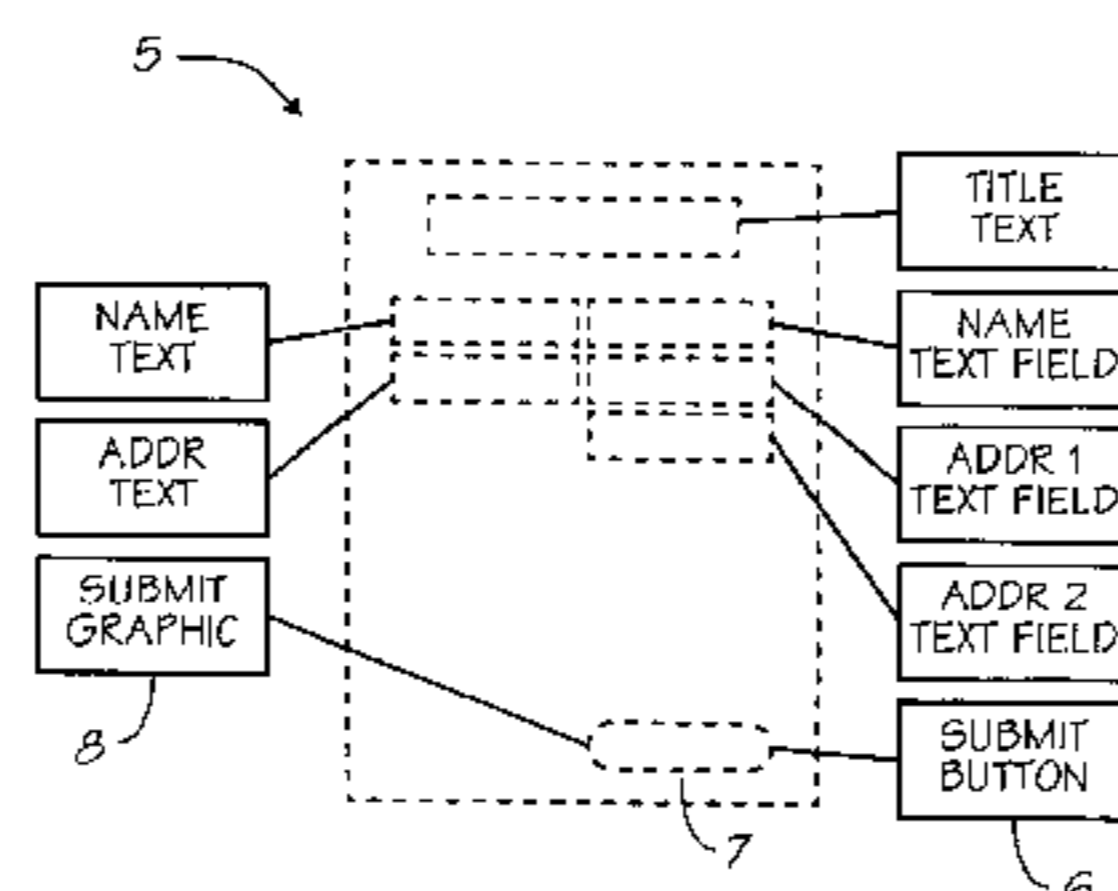 5
TITLE
TEXT
NAME
TEXT
NAME
TEXT FIELD
ADDR
TEXT
ADDR 1
TEXT FIELD
SUBMIT
GRAPHIC
ADDR 2
TEXT FIELD
8
SUBMIT
BUTTON
7
6